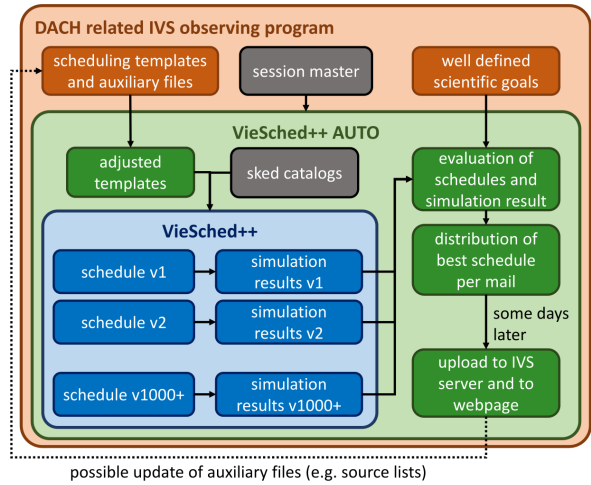 DACH related IVS observing program
scheduling templates
and auxiliary files
session master
well defined
scientific goals
VieSched++ AUTO
adjusted
templates
sked catalogs
evaluation of
schedules and
simulation result
VieSched++
schedule v1
simulation
results v1
distribution of
best schedule
per mail
schedule v2
simulation
results v2
some days
later
schedule v1000+
simulation
results v1000+
upload to IVS
server and to
webpage
possible update of auxiliary files (e.g. source lists)